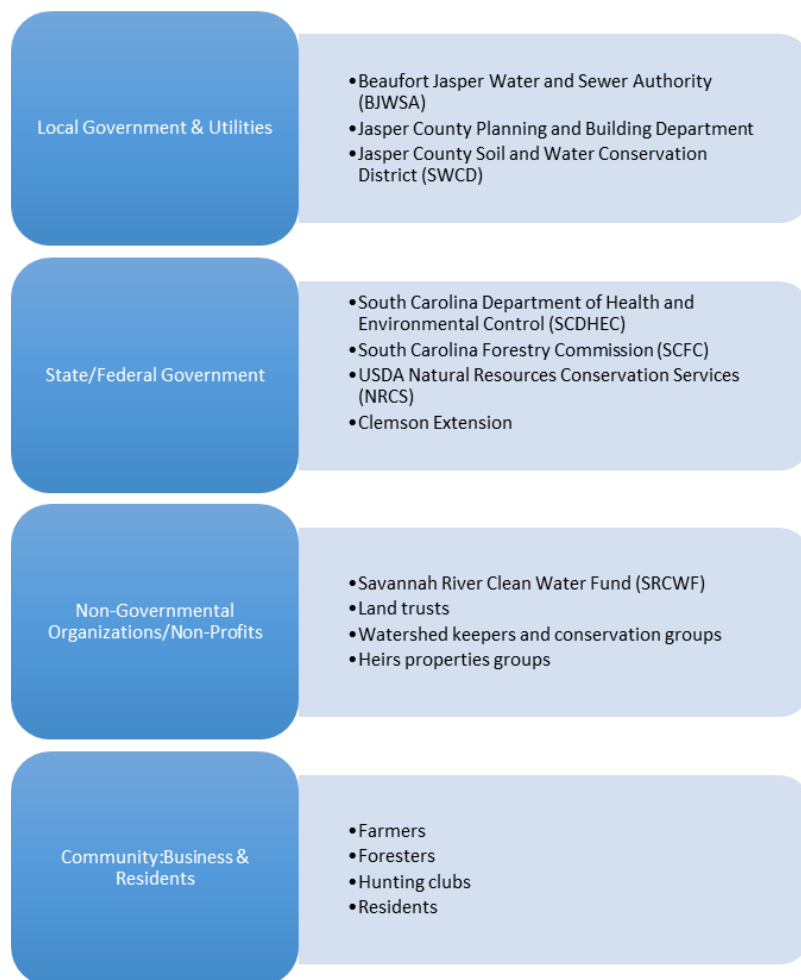 Local Government & Utilities
•Beaufort Jasper Water and Sewer Authority
(BJWSA)
•Jasper County Planning and Building Department
•Jasper County Soil and Water Conservation
District (SWCD)
State/Federal Government
•South Carolina Department of Health and
Environmental Control (SCDHEC)
•South Carolina Forestry Commission (SCFC)
•USDA Natural Resources Conservation Services
(NRCS)
•Clemson Extension
Non-Governmental
Organizations/Non-Profits
•Savannah River Clean Water Fund (SRCWF)
•Land trusts
•Watershed keepers and conservation groups
•Heirs properties groups
Community:Business &
Residents
•Farmers
•Foresters
•Hunting clubs
•Residents